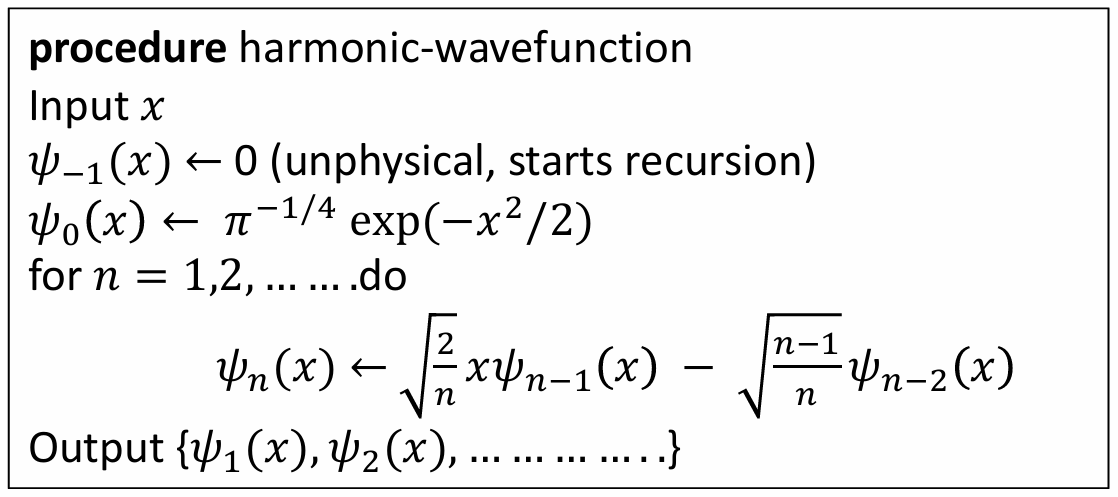 procedure harmonic-wavefunction
Input 𝑥
𝜓₋₁(𝑥) ← 0 (unphysical, starts recursion)
𝜓₀(𝑥) ← 𝜋^{−1/4} exp(−𝑥²/2)
for 𝑛 = 1,2, … … .do
𝜓ₙ(𝑥) ← √(2/𝑛) 𝑥𝜓ₙ₋₁(𝑥) − √((𝑛−1)/𝑛) 𝜓ₙ₋₂(𝑥)
Output {𝜓₁(𝑥), 𝜓₂(𝑥), … … … … . .}